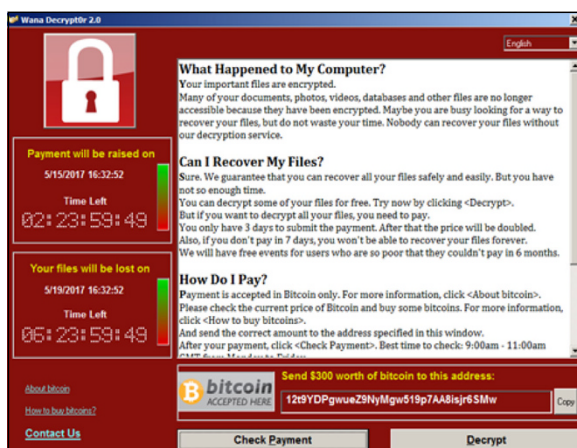 Wana Decrypt0r 2.0
English
What Happened to My Computer?
Your important files are encrypted.
Many of your documents, photos, videos, databases and other files are no longer
accessible because they have been encrypted. Maybe you are busy looking for a way to
recover your files, but do not waste your time. Nobody can recover your files without
our decryption service.
Can I Recover My Files?
Sure. We guarantee that you can recover all your files safely and easily. But you have
not so enough time.
You can decrypt some of your files for free. Try now by clicking <Decrypt>.
But if you want to decrypt all your files, you need to pay.
You only have 3 days to submit the payment. After that the price will be doubled.
Also, if you don't pay in 7 days, you won't be able to recover your files forever.
We will have free events for users who are so poor that they couldn't pay in 6 months.
How Do I Pay?
Payment is accepted in Bitcoin only. For more information, click <About bitcoin>.
Please check the current price of Bitcoin and buy some bitcoins. For more information,
click <How to buy bitcoins>.
And send the correct amount to the address specified in this window.
After your payment, click <Check Payment>. Best time to check: 9:00am - 11:00am
GMT from Monday to Friday.
Payment will be raised on
5/15/2017 16:32:52
Time Left
02:23:59:49
Your files will be lost on
5/19/2017 16:32:52
Time Left
06:23:59:49
About bitcoin
How to buy bitcoins?
Contact Us
bitcoin
ACCEPTED HERE
Send $300 worth of bitcoin to this address:
12t9YDPgwueZ9NyMgw519p7AA8isjr6SMw
Copy
Check Payment
Decrypt